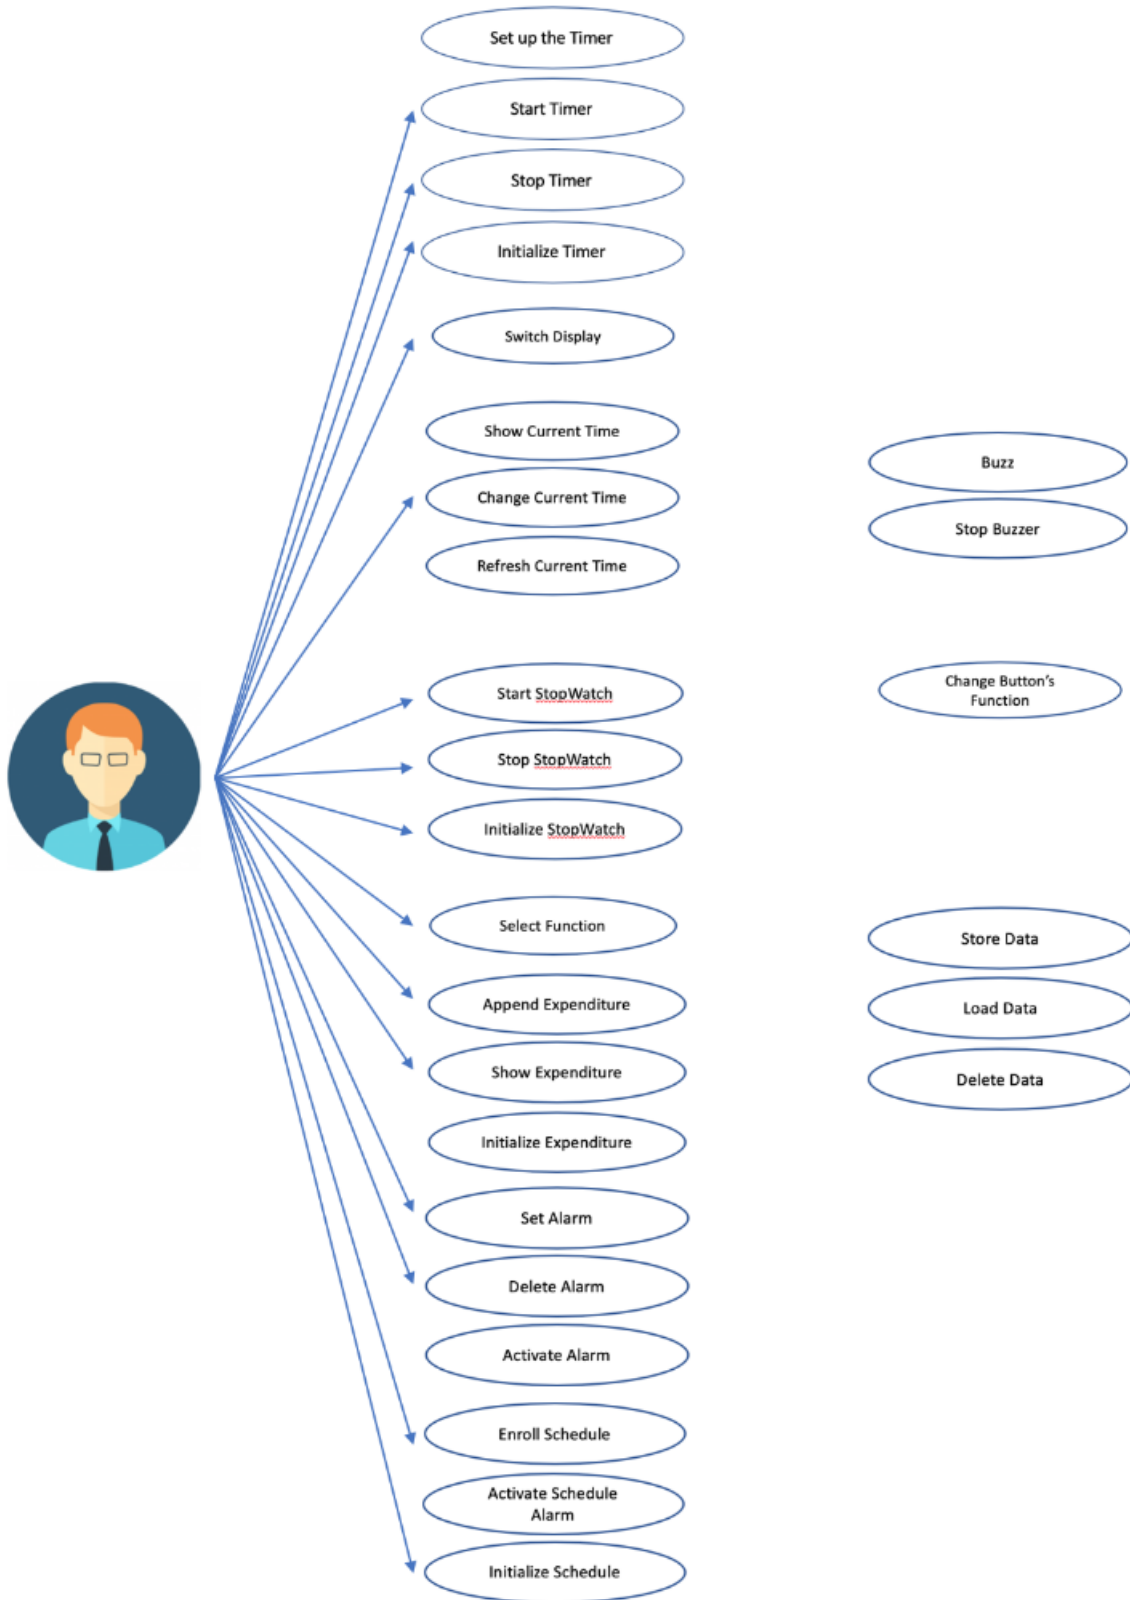 Set up the Timer
Start Timer
Stop Timer
Initialize Timer
Switch Display
Show Current Time
Change Current Time
Refresh Current Time
Start StopWatch
Stop StopWatch
Initialize StopWatch
Select Function
Append Expenditure
Show Expenditure
Initialize Expenditure
Set Alarm
Delete Alarm
Activate Alarm
Enroll Schedule
Activate Schedule
Alarm
Initialize Schedule
Buzz
Stop Buzzer
Change Button's
Function
Store Data
Load Data
Delete Data